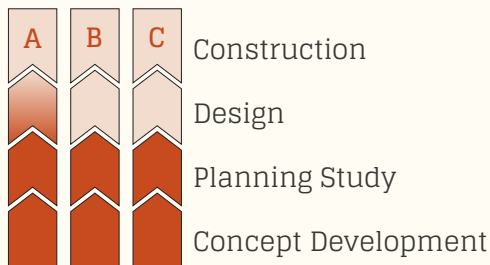 A B C
Construction
Design
Planning Study
Concept Development